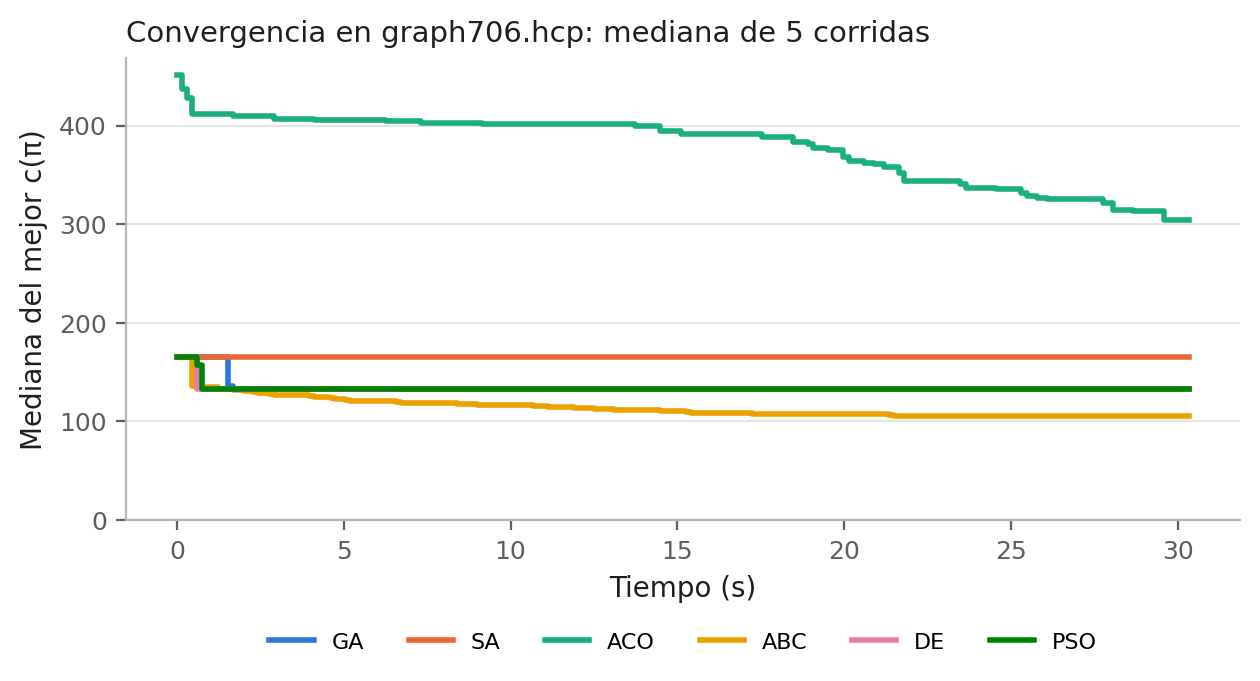 Convergencia en graph706.hcp: mediana de 5 corridas
Mediana del mejor c(π)
400
300
200
100
0
0 5 10 15 20 25 30
Tiempo (s)
GA SA ACO ABC DE PSO